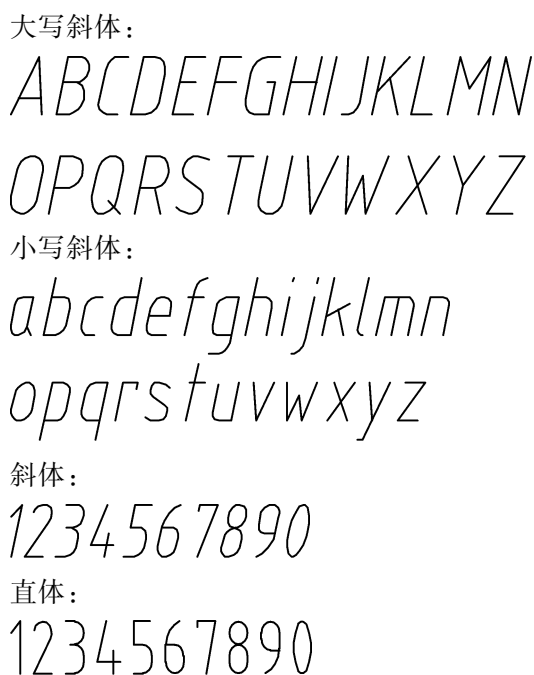 大写斜体：
ABCDEFGHIJKLMN
OPQRSTUVWXYZ
小写斜体：
abcdefghijklmn
opqrstuvwxyz
斜体：
1234567890
直体：
1234567890